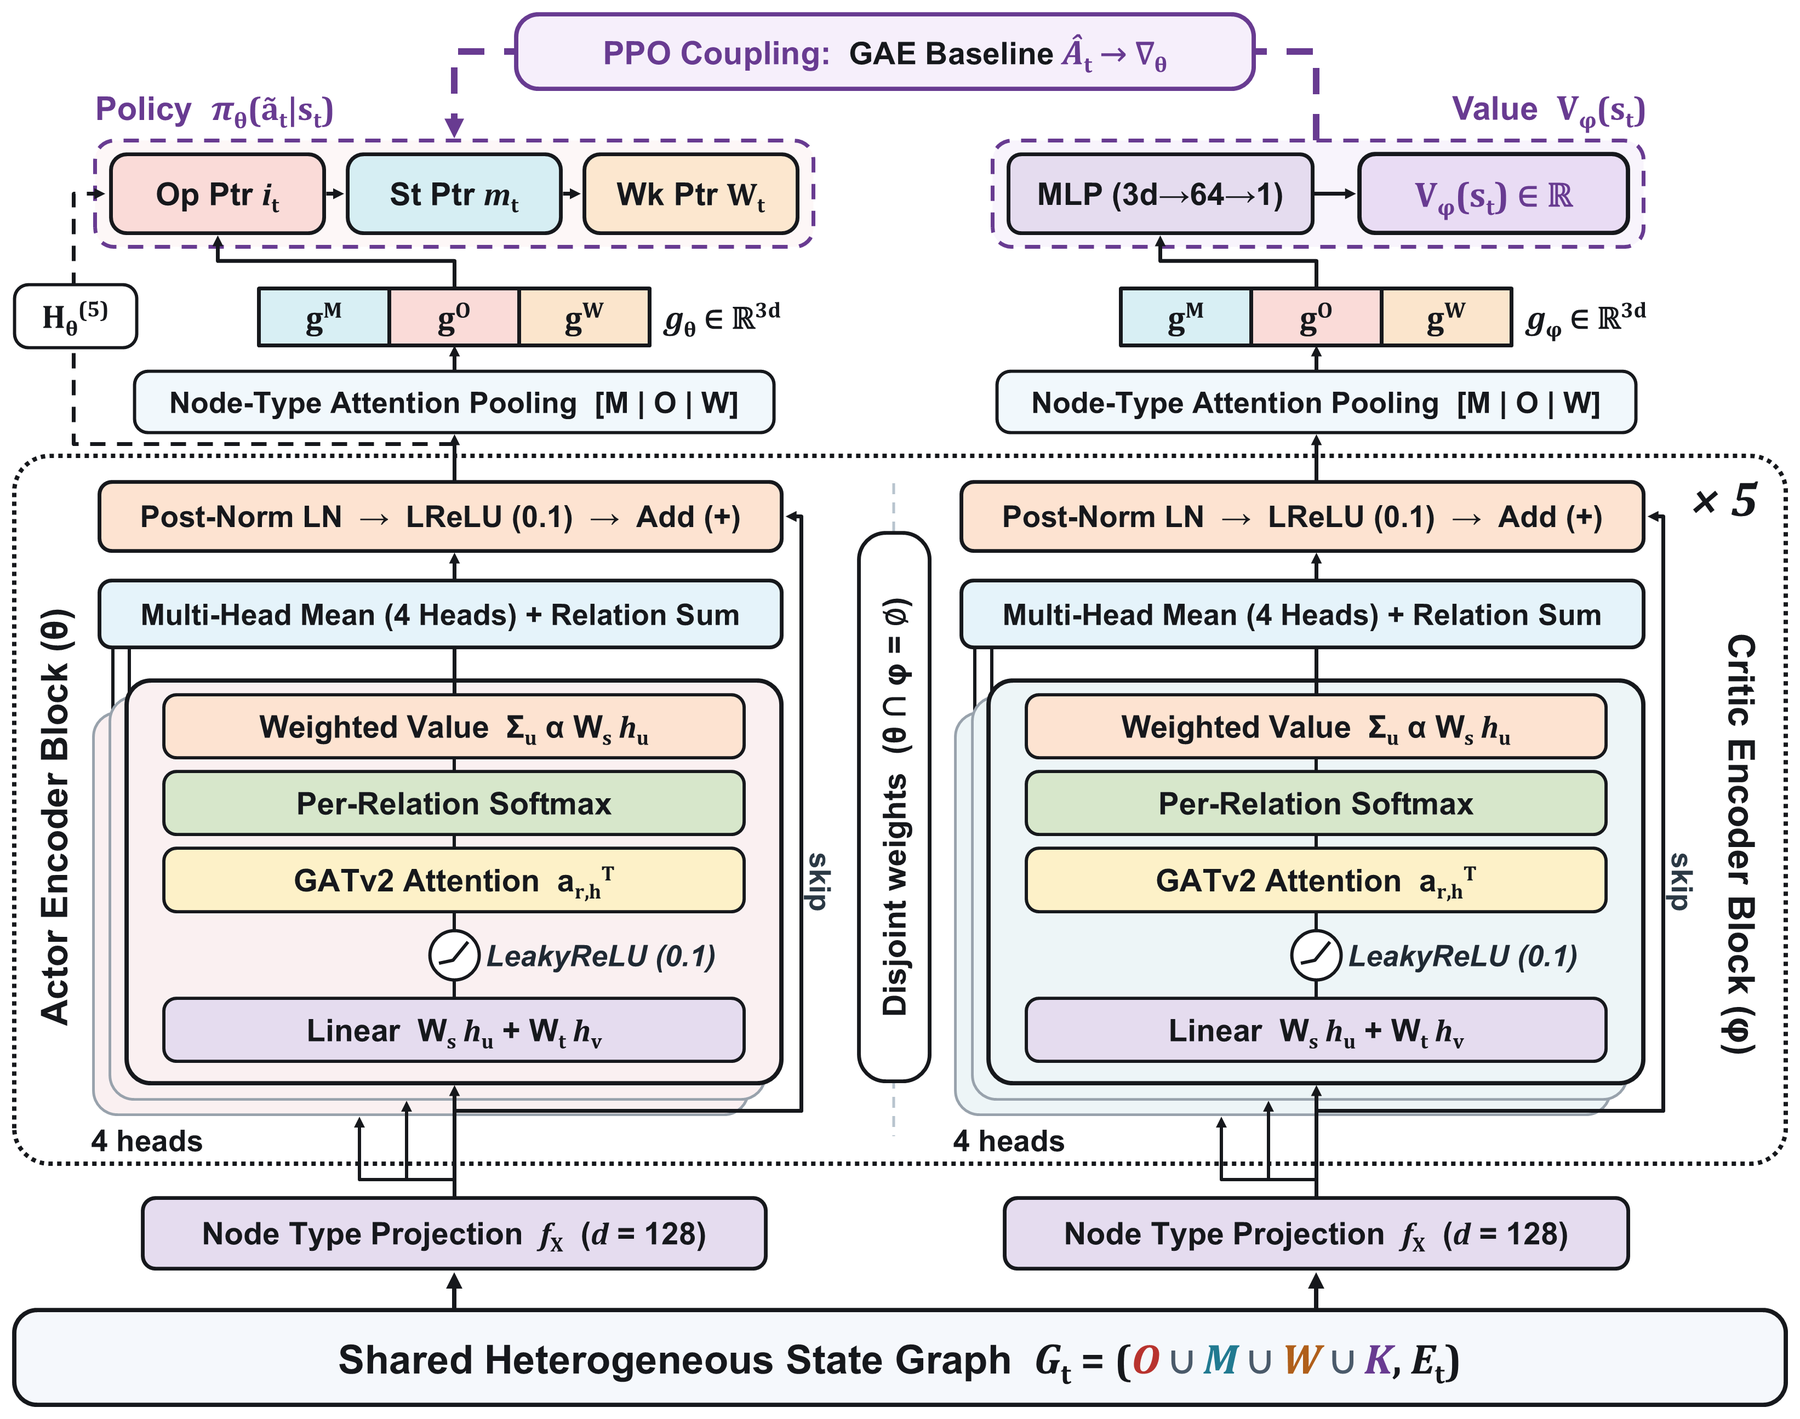 PPO Coupling: GAE Baseline Â_t → ∇_θ
Policy π_θ(ã_t|s_t)
Value V_φ(s_t)
Op Ptr i_t
St Ptr m_t
Wk Ptr W_t
MLP (3d→64→1)
V_φ(s_t) ∈ ℝ
H_θ^(5)
g^M
g^O
g^W
g_θ ∈ ℝ^3d
g^M
g^O
g^W
g_φ ∈ ℝ^3d
Node-Type Attention Pooling [M | O | W]
Node-Type Attention Pooling [M | O | W]
× 5
Post-Norm LN → LReLU (0.1) → Add (+)
Post-Norm LN → LReLU (0.1) → Add (+)
Multi-Head Mean (4 Heads) + Relation Sum
Multi-Head Mean (4 Heads) + Relation Sum
Actor Encoder Block (θ)
Weighted Value Σ_u α W_s h_u
Per-Relation Softmax
GATv2 Attention a_r,h^T
LeakyReLU (0.1)
Linear W_s h_u + W_t h_v
skip
4 heads
Disjoint weights (θ ∩ φ = ∅)
Weighted Value Σ_u α W_s h_u
Per-Relation Softmax
GATv2 Attention a_r,h^T
LeakyReLU (0.1)
Linear W_s h_u + W_t h_v
skip
4 heads
Critic Encoder Block (φ)
Node Type Projection f_X (d = 128)
Node Type Projection f_X (d = 128)
Shared Heterogeneous State Graph G_t = (O ∪ M ∪ W ∪ K, E_t)